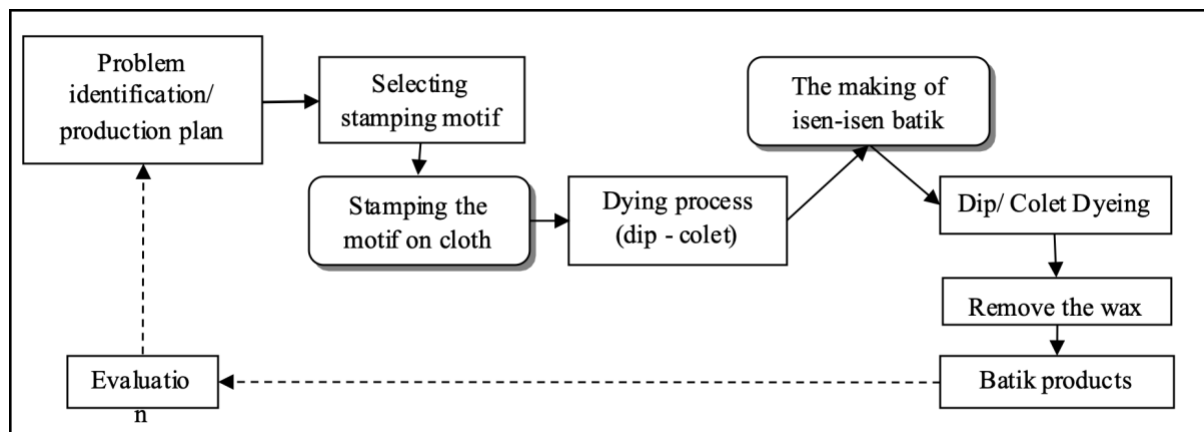 Problem
identification/
production plan
Selecting
stamping motif
Stamping the
motif on cloth
Dying process
(dip - colet)
The making of
isen-isen batik
Dip/ Colet Dyeing
Remove the wax
Batik products
Evaluatio
n